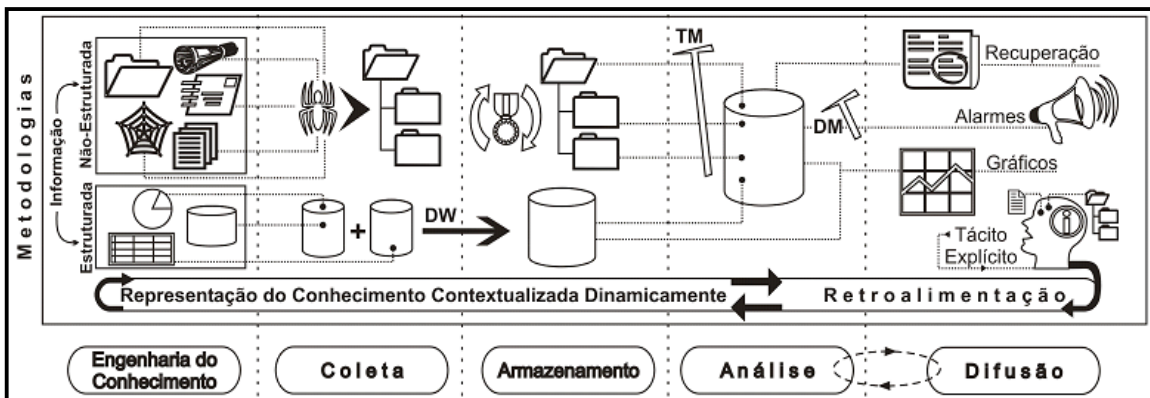 Metodologias
Informação
Não-Estruturada
Estruturada
DW
TM
DM
Recuperação
Alarmes
Gráficos
Tácito
Explícito
Representação do Conhecimento Contextualizada Dinamicamente
Retroalimentação
Engenharia do
Conhecimento
Coleta
Armazenamento
Análise
Difusão